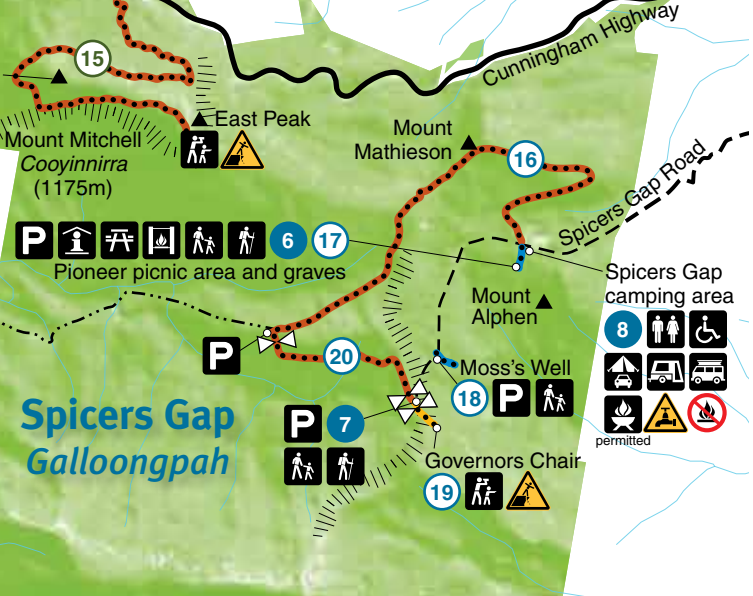 Cunningham Highway
15
East Peak
Mount Mitchell
Cooyinnirra
(1175m)
Mount
Mathieson
16
Spicers Gap Road
P
6
17
Pioneer picnic area and graves
Spicers Gap
camping area
8
permitted
Mount
Alphen
P
20
Moss's Well
18
P
Spicers Gap
Galloongpah
P
7
Governors Chair
19